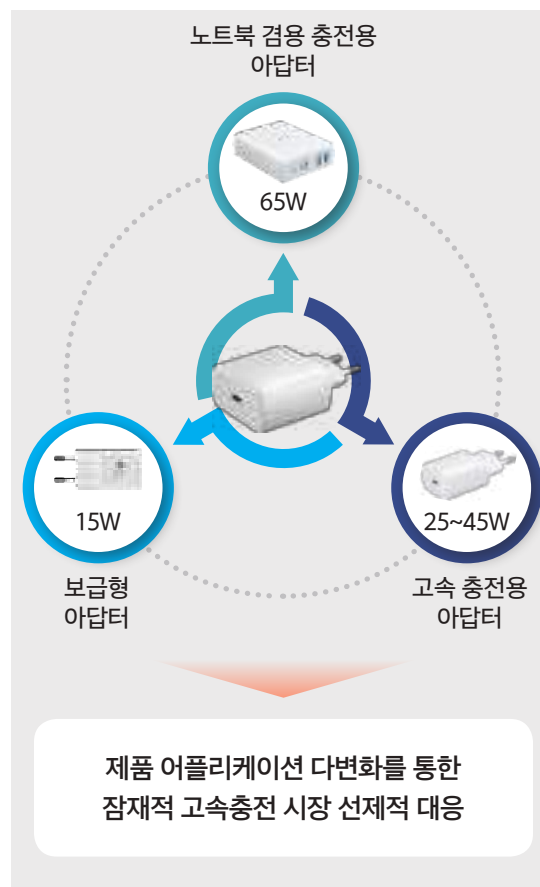 노트북 겸용 충전용
아답터
65W
15W
25~45W
보급형
아답터
고속 충전용
아답터
제품 어플리케이션 다변화를 통한
잠재적 고속충전 시장 선제적 대응